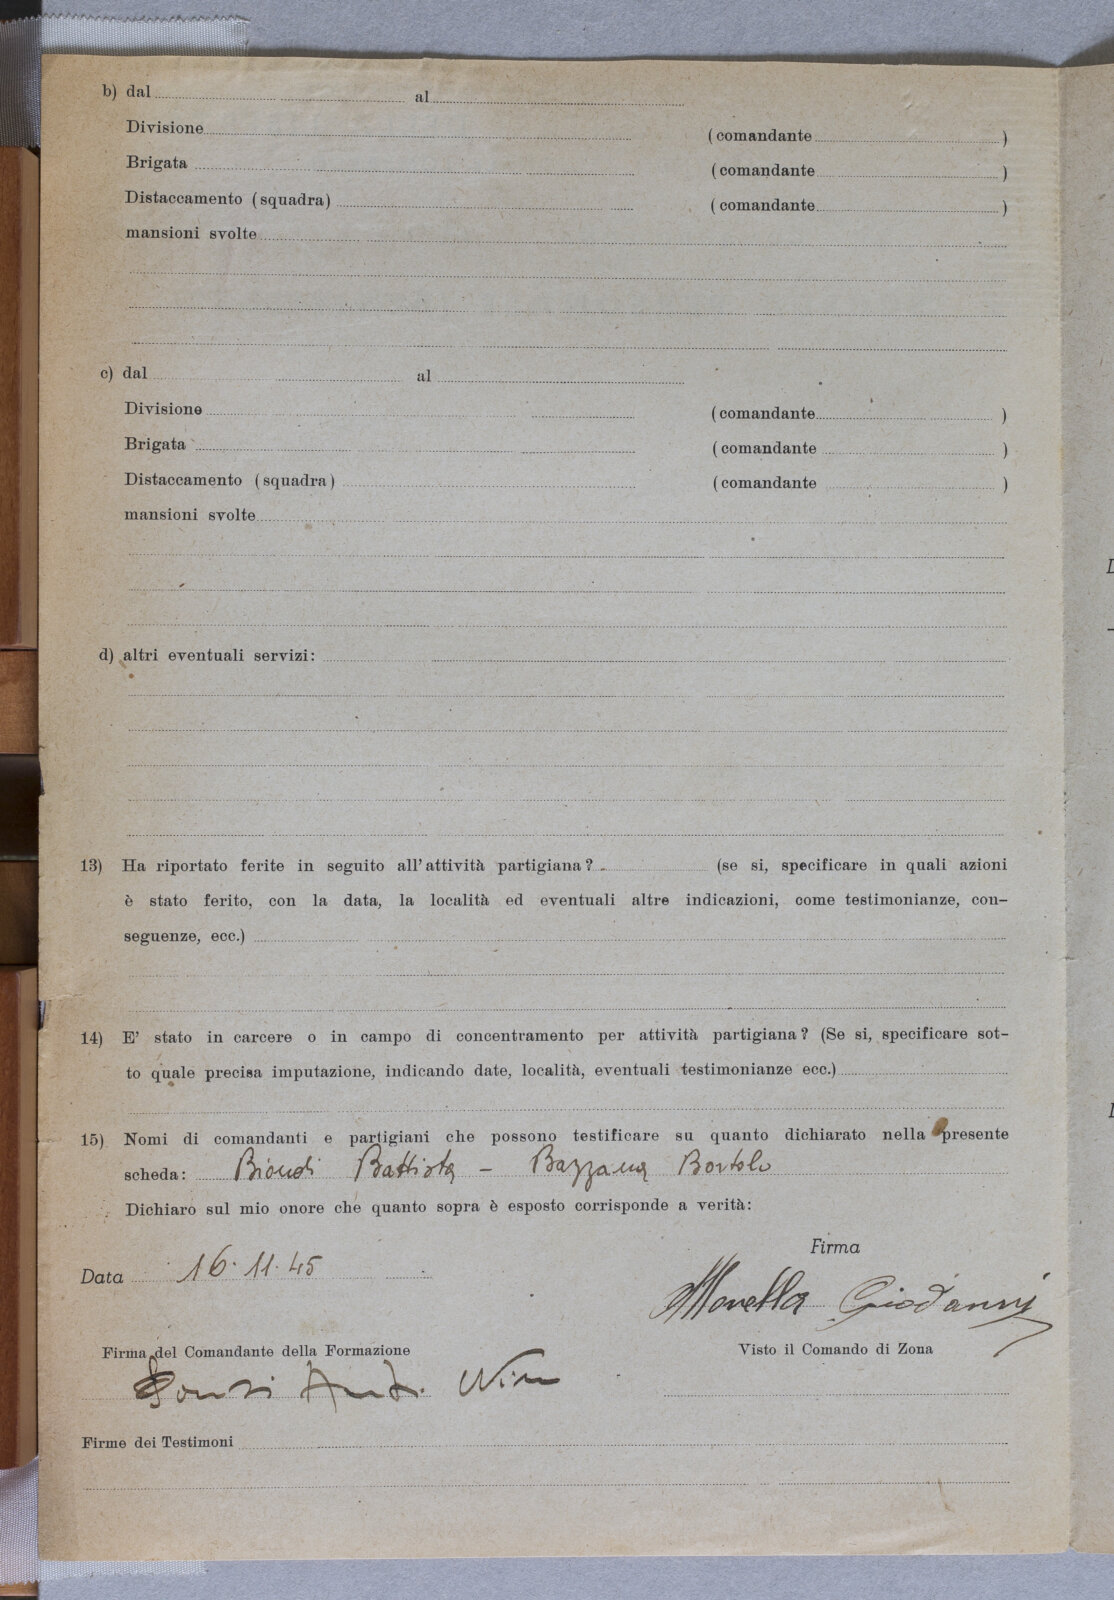 b) dal al
Divisione (comandante )
Brigata (comandante )
Distaccamento (squadra) (comandante )
mansioni svolte
c) dal al
Divisione (comandante )
Brigata (comandante )
Distaccamento (squadra) (comandante )
mansioni svolte
d) altri eventuali servizi:
13) Ha riportato ferite in seguito all'attività partigiana? (se si, specificare in quali azioni
è stato ferito, con la data, la località ed eventuali altre indicazioni, come testimonianze, con-
seguenze, ecc.)
14) E' stato in carcere o in campo di concentramento per attività partigiana? (Se si, specificare sot-
to quale precisa imputazione, indicando date, località, eventuali testimonianze ecc.)
15) Nomi di comandanti e partigiani che possono testificare su quanto dichiarato nella presente
scheda: Biondi Battista - Bazzana Bortolo
Dichiaro sul mio onore che quanto sopra è esposto corrisponde a verità:
Firma
Data 16.11.45
Giovanni
Firma del Comandante della Formazione Visto il Comando di Zona
Firme dei Testimoni